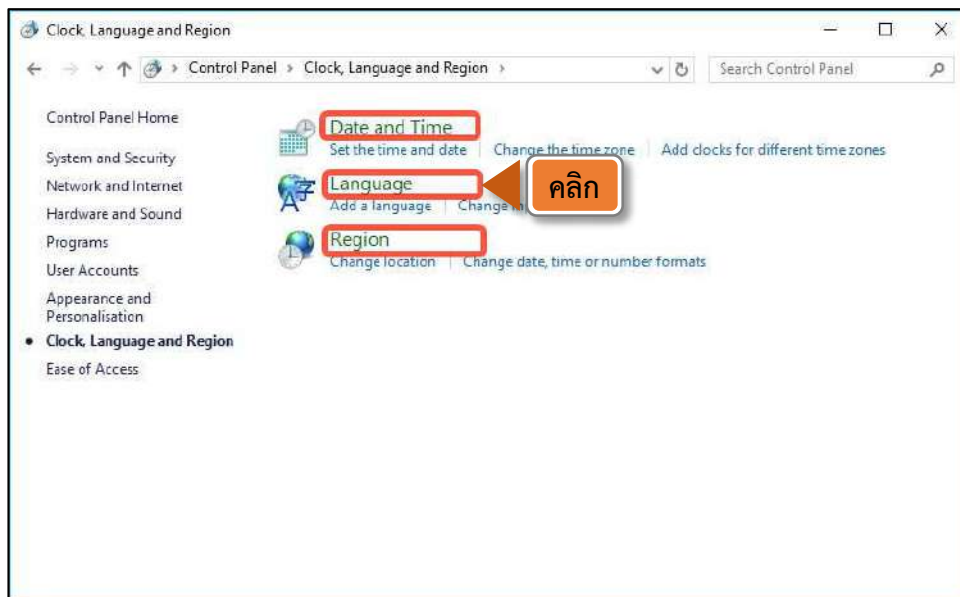 Clock, Language and Region
Control Panel > Clock, Language and Region >
Search Control Panel
Control Panel Home
System and Security
Network and Internet
Hardware and Sound
Programs
User Accounts
Appearance and
Personalisation
Clock, Language and Region
Ease of Access
Date and Time
Set the time and date | Change the time zone | Add clocks for different time zones
Language
Add a language | Change
คลิก
Region
Change location | Change date, time or number formats